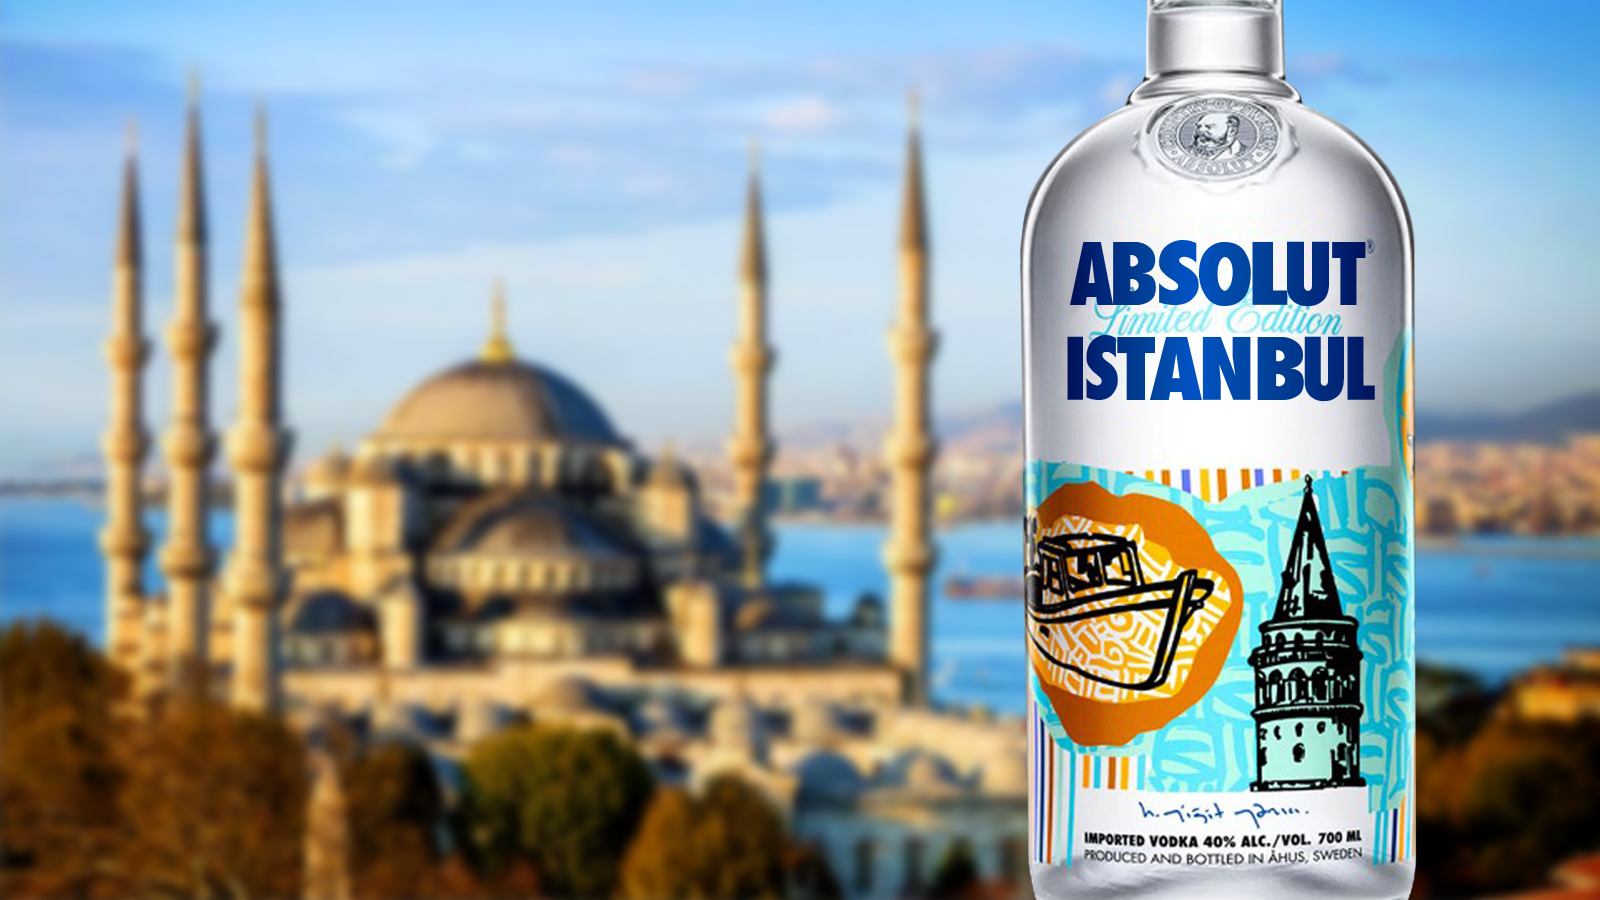 ABSOLUT
Limited Edition
ISTANBUL
IMPORTED VODKA 40% ALC./VOL. 700 ML
PRODUCED AND BOTTLED IN ÅHUS, SWEDEN